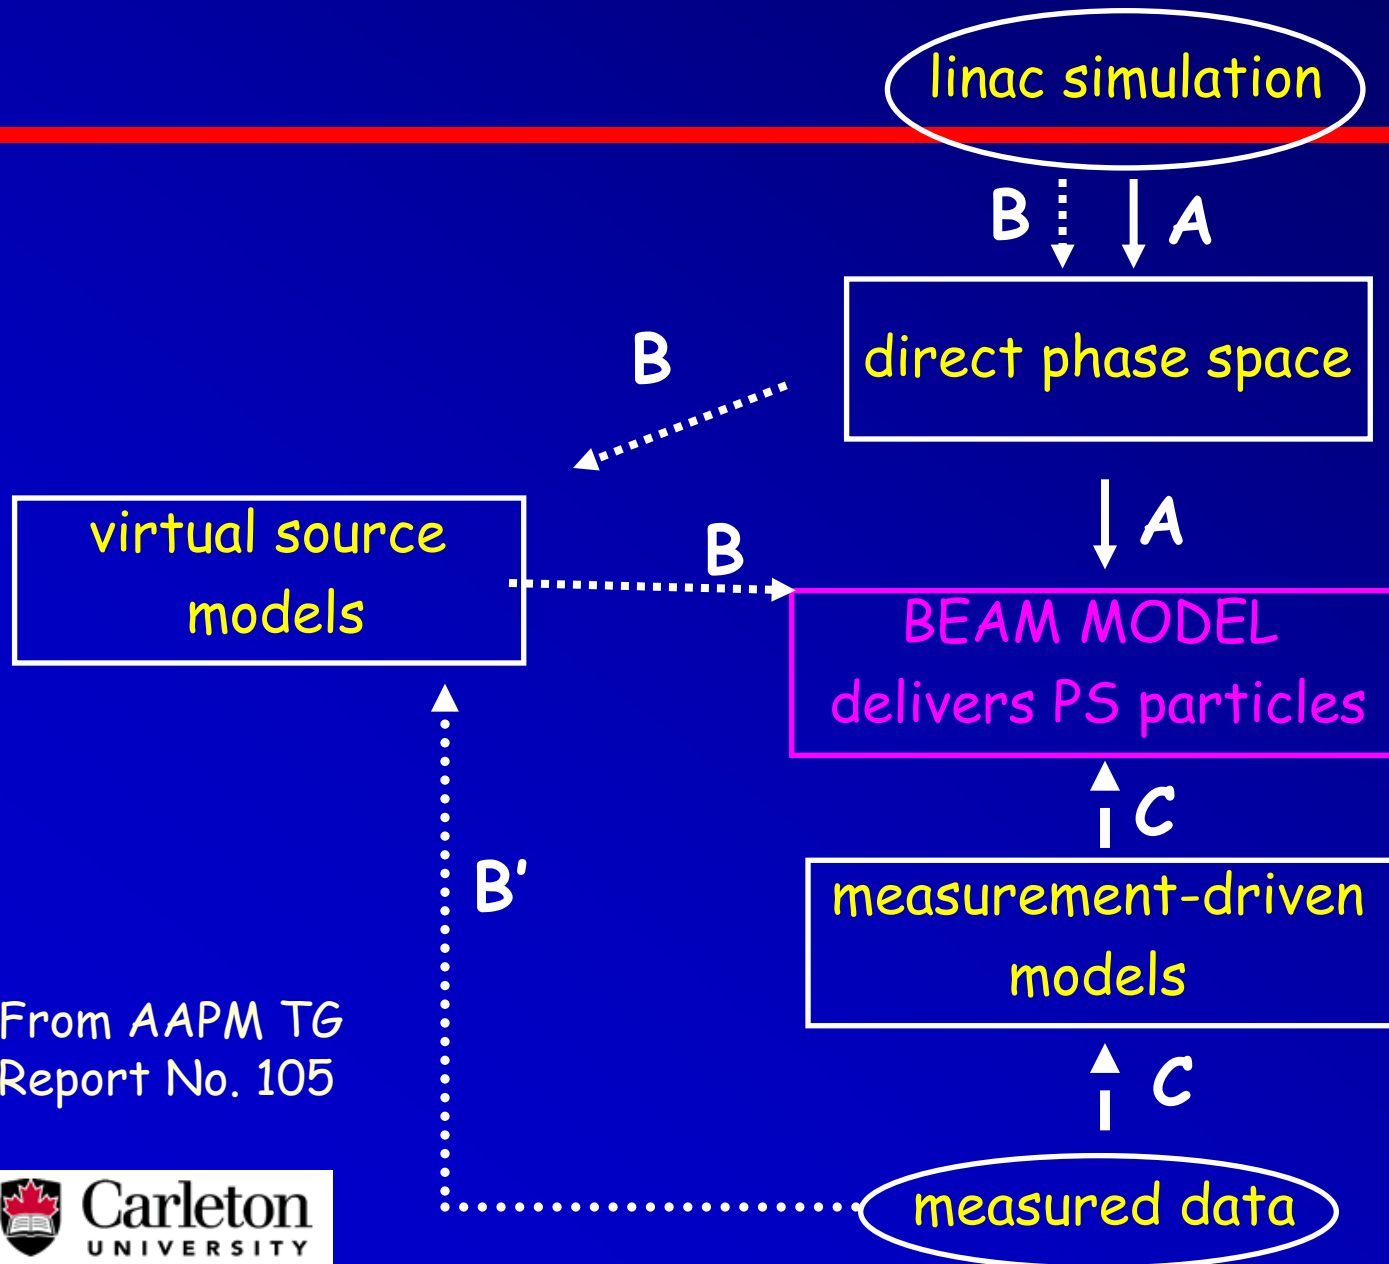 linac simulation
B
A
direct phase space
B
A
virtual source
models
B
BEAM MODEL
delivers PS particles
C
measurement-driven
models
B'
From AAPM TG
Report No. 105
C
measured data
Carleton
UNIVERSITY